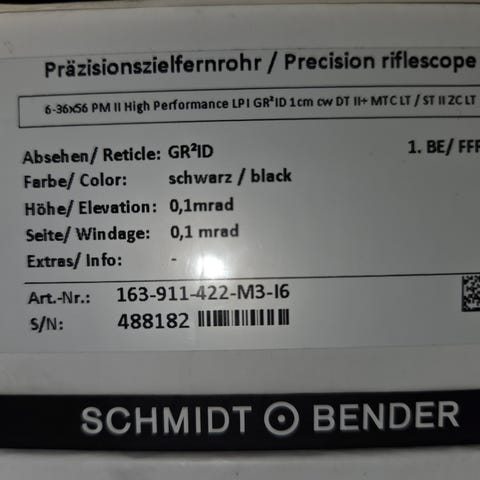 Präzisionszielfernrohr / Precision riflescope
6-36x56 PM II High Performance LPI GR²ID 1cm cw DT II+ MTC LT / ST II ZC LT
Absehen/ Reticle: GR²ID 1. BE/ FFP
Farbe/ Color: schwarz / black
Höhe/ Elevation: 0,1mrad
Seite/ Windage: 0,1 mrad
Extras/ Info: -
Art.-Nr.: 163-911-422-M3-I6
S/N: 488182
SCHMIDT BENDER